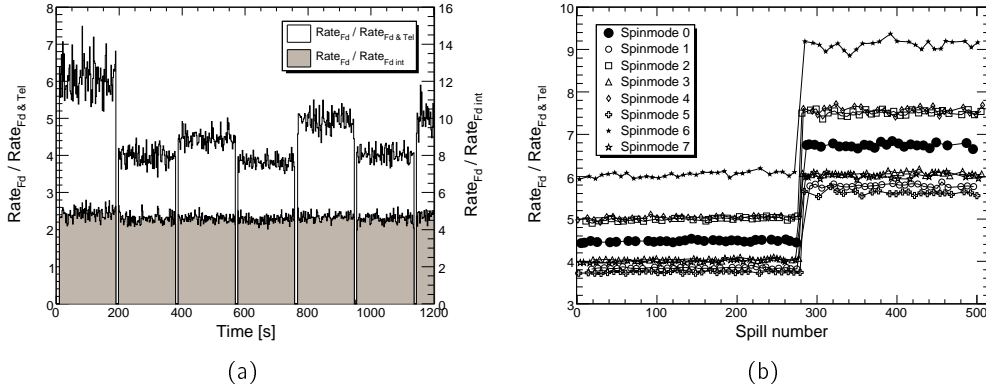 Rate_Fd / Rate_Fd & Tel
8
7
6
5
4
3
2
1
0
Rate_Fd / Rate_Fd & Tel
Rate_Fd / Rate_Fd int
16
14
12
10
8
6
4
2
0
Rate_Fd / Rate_Fd int
0 200 400 600 800 1000 1200
Time [s]
(a)
Rate_Fd / Rate_Fd & Tel
10
9
8
7
6
5
4
3
Spinmode 0
Spinmode 1
Spinmode 2
Spinmode 3
Spinmode 4
Spinmode 5
Spinmode 6
Spinmode 7
0 100 200 300 400 500
Spill number
(b)